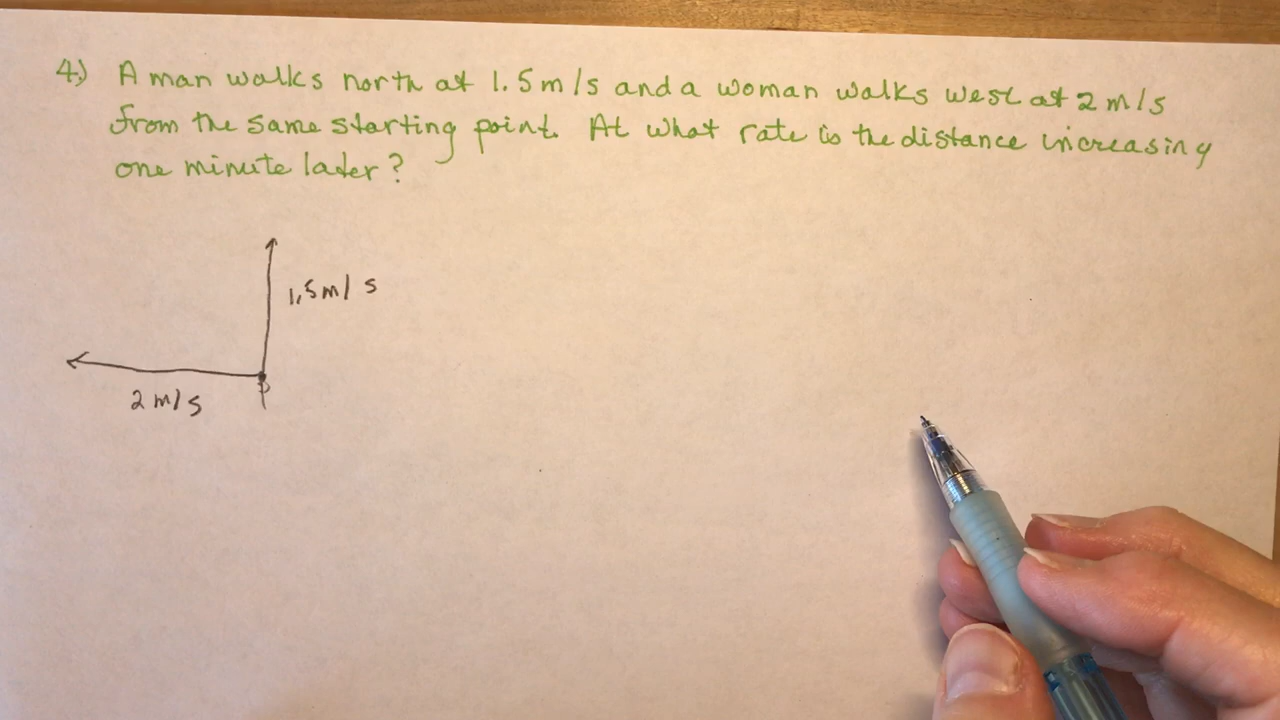 4.) A man walks north at 1.5 m/s and a woman walks west at 2 m/s
from the same starting point. At what rate is the distance increasing
one minute later?
1.5m/s
P
2 m/s